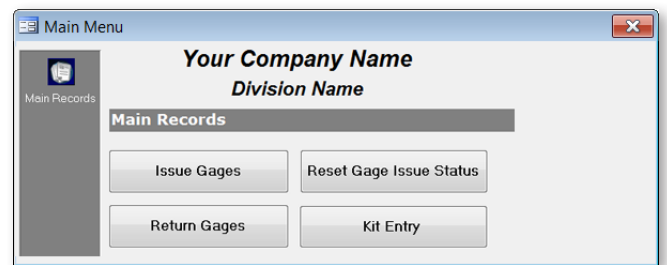 Main Menu
Your Company Name
Division Name
Main Records
Main Records
Issue Gages
Reset Gage Issue Status
Return Gages
Kit Entry